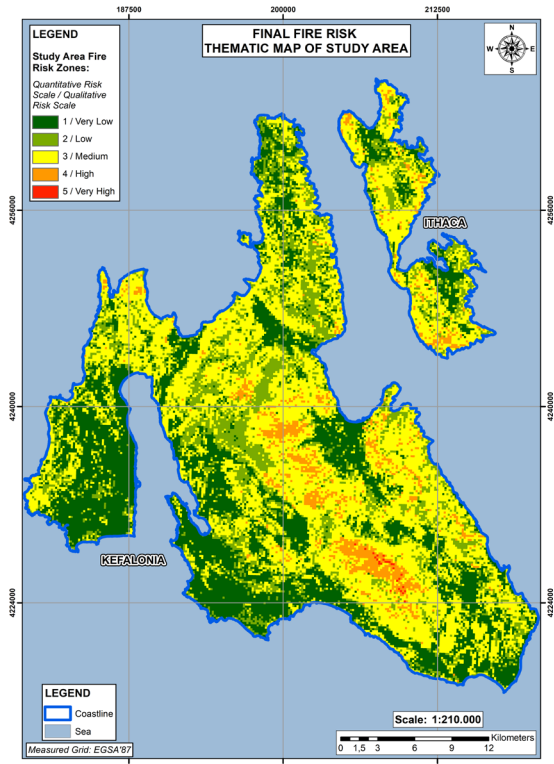 187500
200000
212500
LEGEND
Study Area Fire
Risk Zones:
Quantitative Risk
Scale / Qualitative
Risk Scale
1 / Very Low
2 / Low
3 / Medium
4 / High
5 / Very High
FINAL FIRE RISK
THEMATIC MAP OF STUDY AREA
N
W
E
S
4256000
4256000
ITHACA
4240000
4240000
KEFALONIA
4224000
4224000
LEGEND
Coastline
Sea
Measured Grid: EGSA'87
Scale: 1:210.000
Kilometers
0 1,5 3 6 9 12